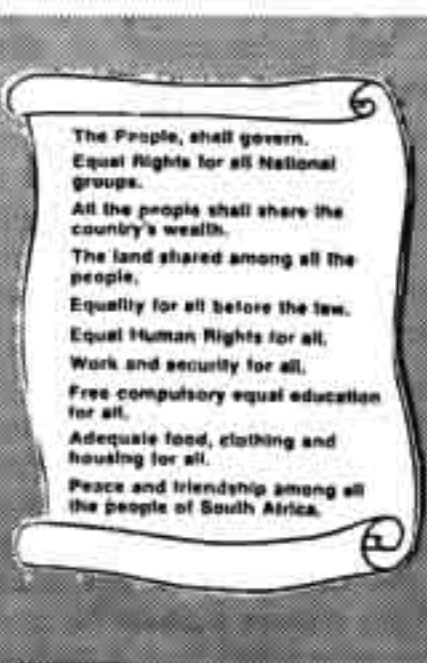 The People, shall govern.
Equal Rights for all National
groups.
All the people shall share the
country's wealth.
The land shared among all the
people.
Equality for all before the law.
Equal Human Rights for all.
Work and security for all.
Free compulsory equal education
for all.
Adequate food, clothing and
housing for all.
Peace and friendship among all
the people of South Africa.